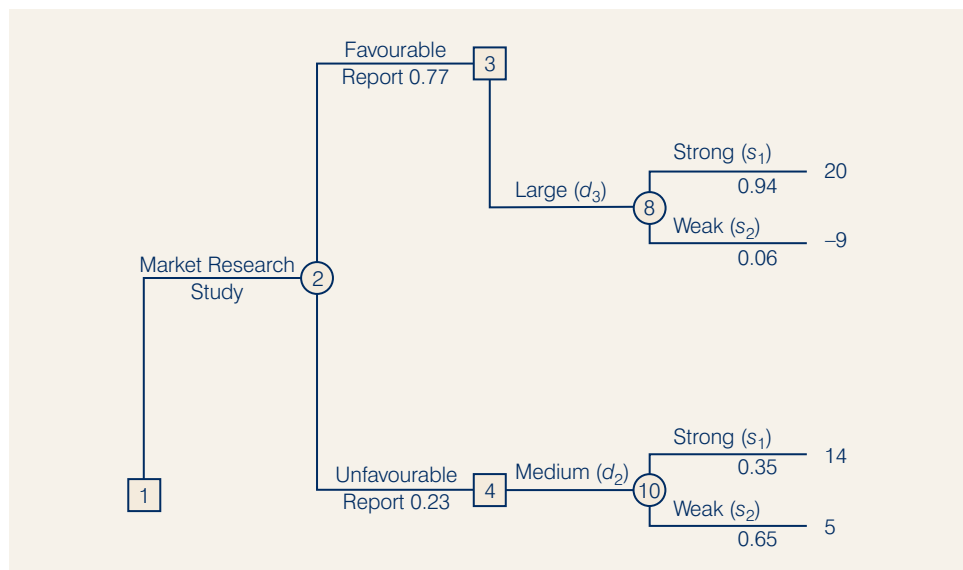 Favourable
Report 0.77
3
Strong (s1)
20
0.94
Large (d3)
8
Weak (s2)
–9
0.06
Market Research
Study
2
Strong (s1)
14
0.35
Unfavourable
Report 0.23
4
Medium (d2)
10
Weak (s2)
5
0.65
1